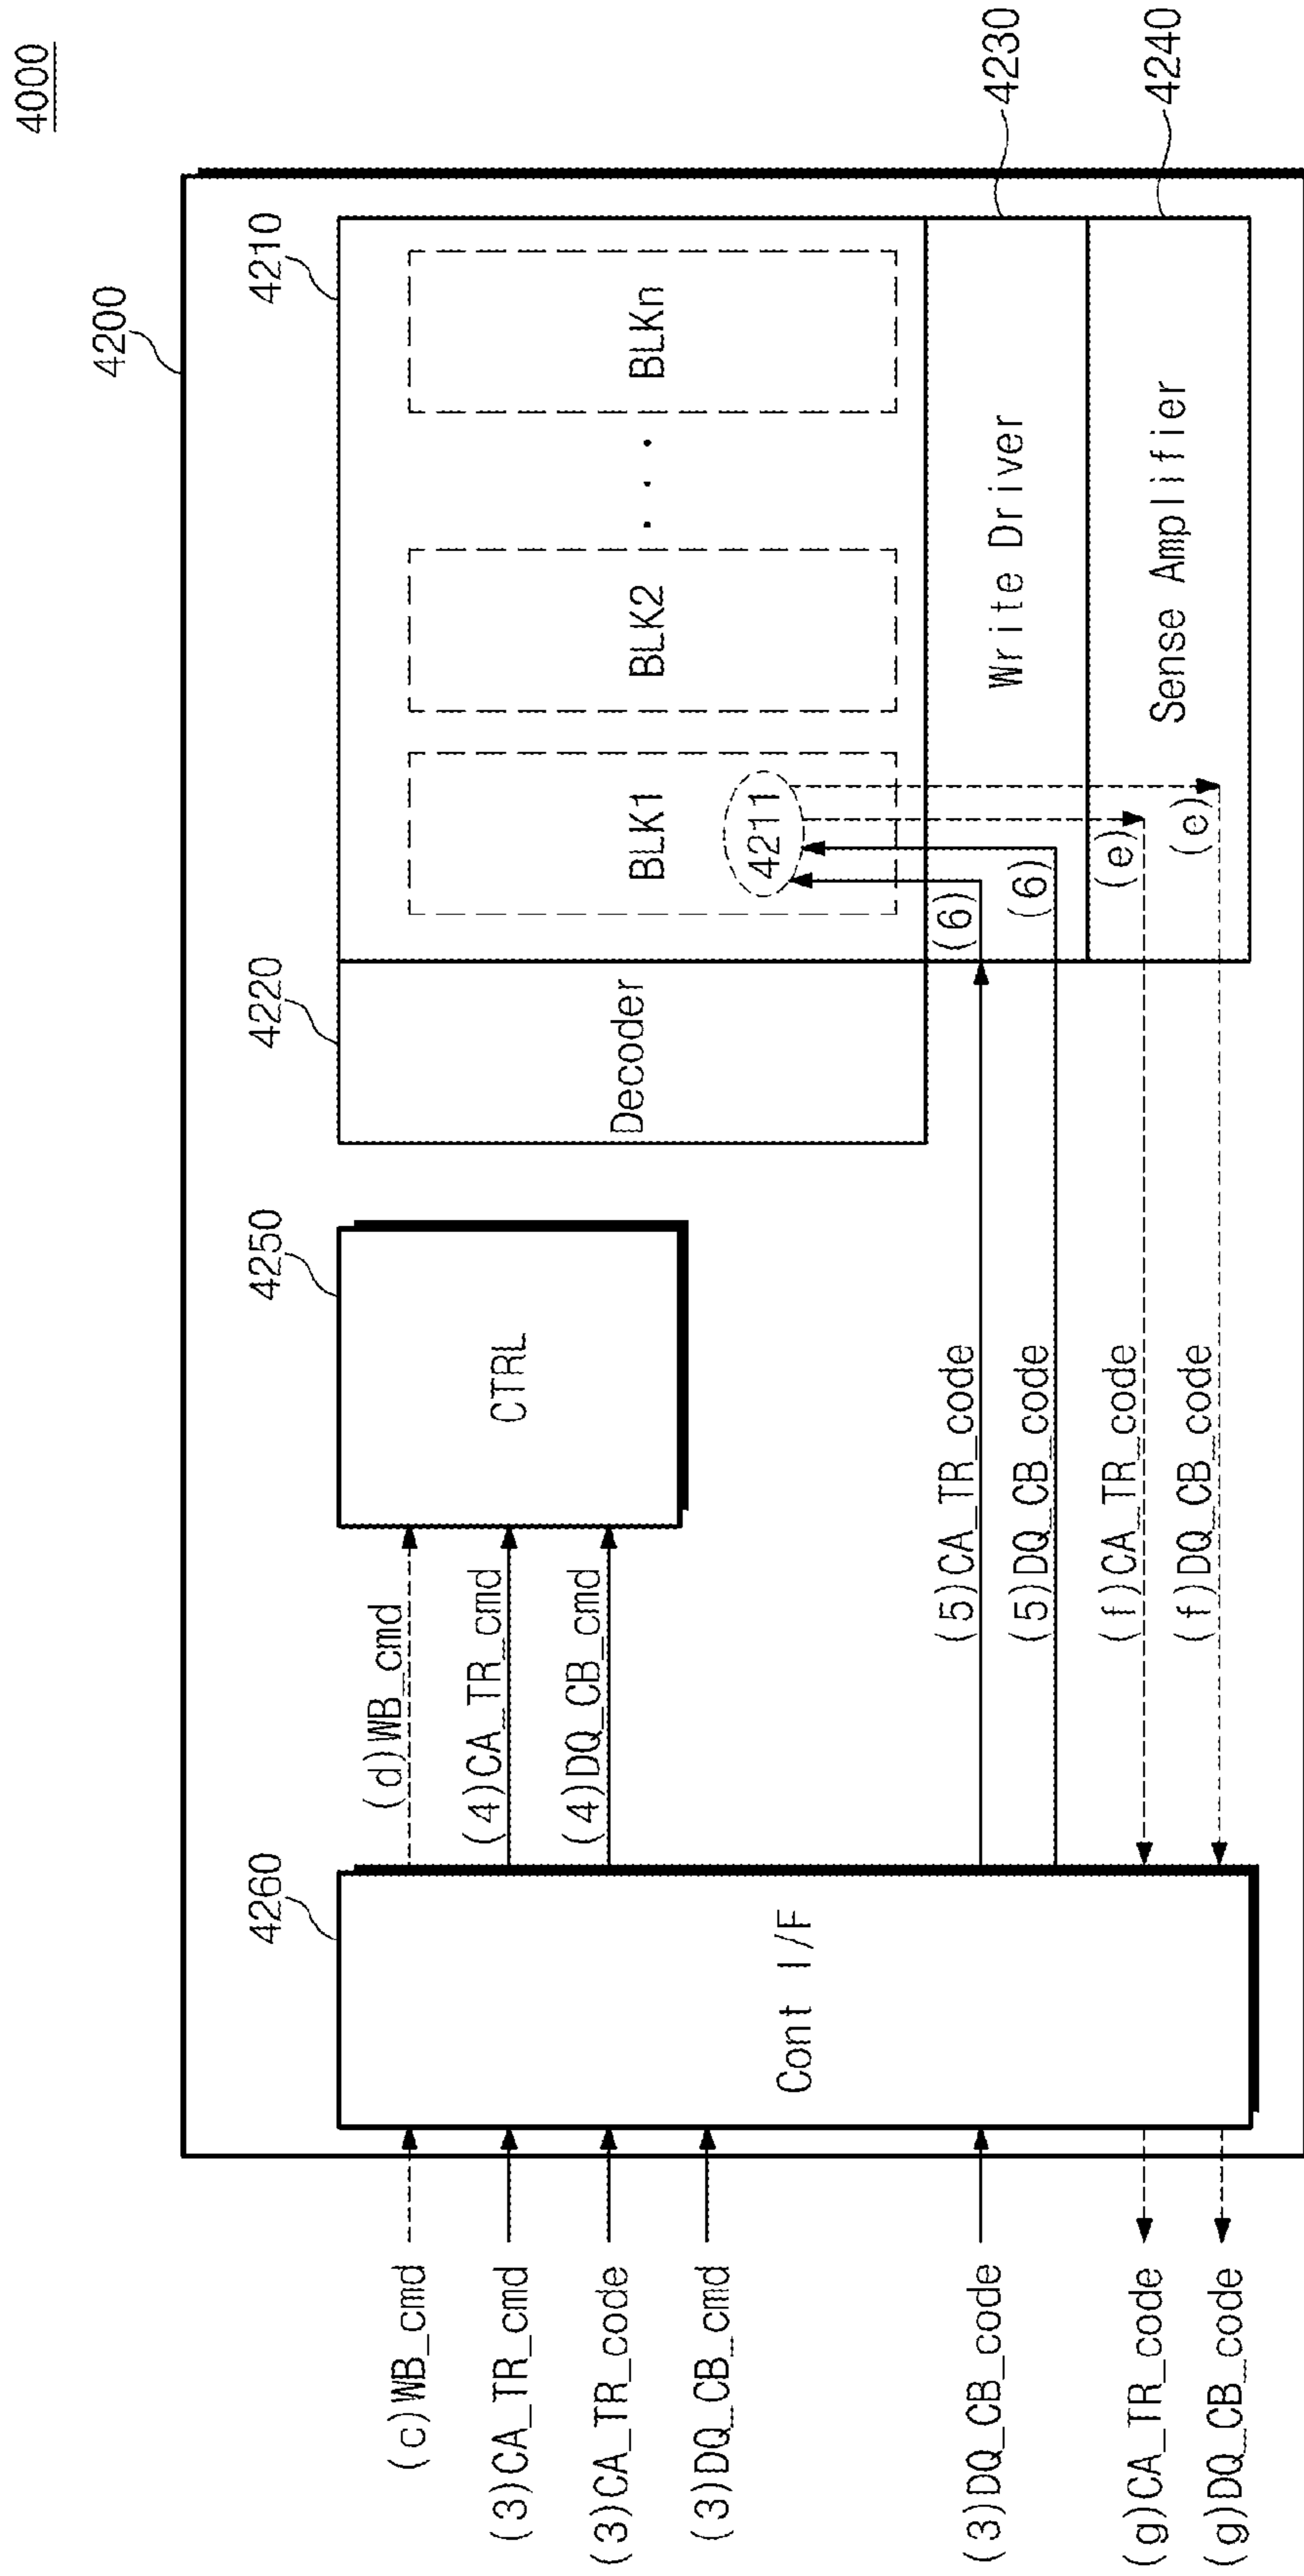 4000
4200
4260
4250
4220
4210
(c)WB_cmd
(d)WB_cmd
(3)CA_TR_cmd
(4)CA_TR_cmd
CTRL
(3)CA_TR_code
(4)DQ_CB_cmd
(3)DQ_CB_cmd
Cont I/F
Decoder
BLK1
BLK2
. . .
BLKn
4211
(3)DQ_CB_code
(5)CA_TR_code
(6)
Write Driver
4230
(5)DQ_CB_code
(6)
(g)CA_TR_code
(f)CA_TR_code
(e)
Sense Amplifier
4240
(g)DQ_CB_code
(f)DQ_CB_code
(e)